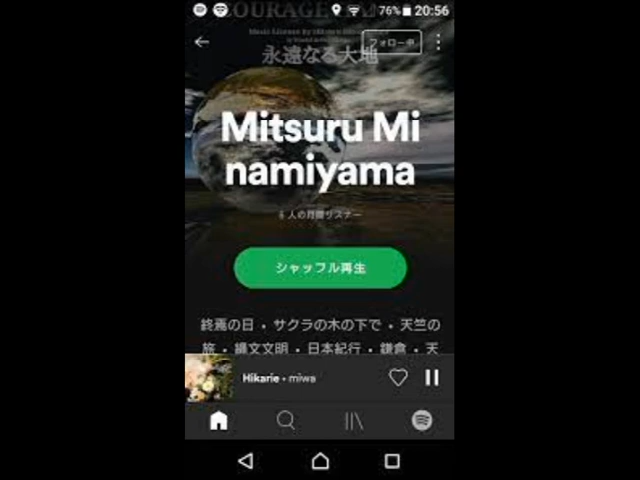 76% 20:56
フォロー中
永遠なる大地
Mitsuru Mi
namiyama
6 人の月間リスナー
シャッフル再生
終焉の日 • サクラの木の下で • 天竺の
旅 • 縄文文明 • 日本紀行 • 鎌倉 • 天
Hikarie • miwa